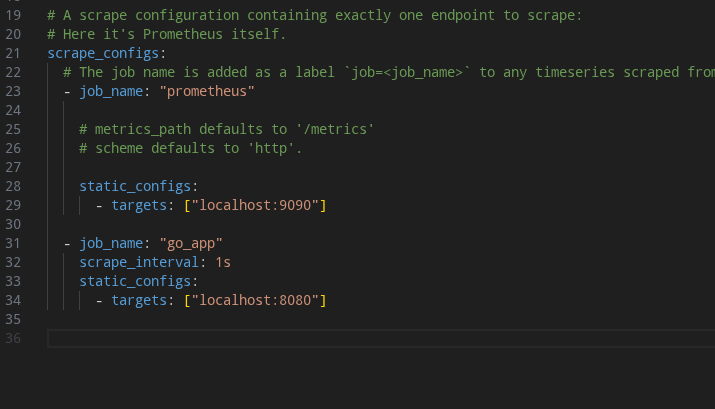 19 # A scrape configuration containing exactly one endpoint to scrape:
20 # Here it's Prometheus itself.
21 scrape_configs:
22   # The job name is added as a label `job=<job_name>` to any timeseries scraped from
23   - job_name: "prometheus"
24
25     # metrics_path defaults to '/metrics'
26     # scheme defaults to 'http'.
27
28     static_configs:
29       - targets: ["localhost:9090"]
30
31   - job_name: "go_app"
32     scrape_interval: 1s
33     static_configs:
34       - targets: ["localhost:8080"]
35
36